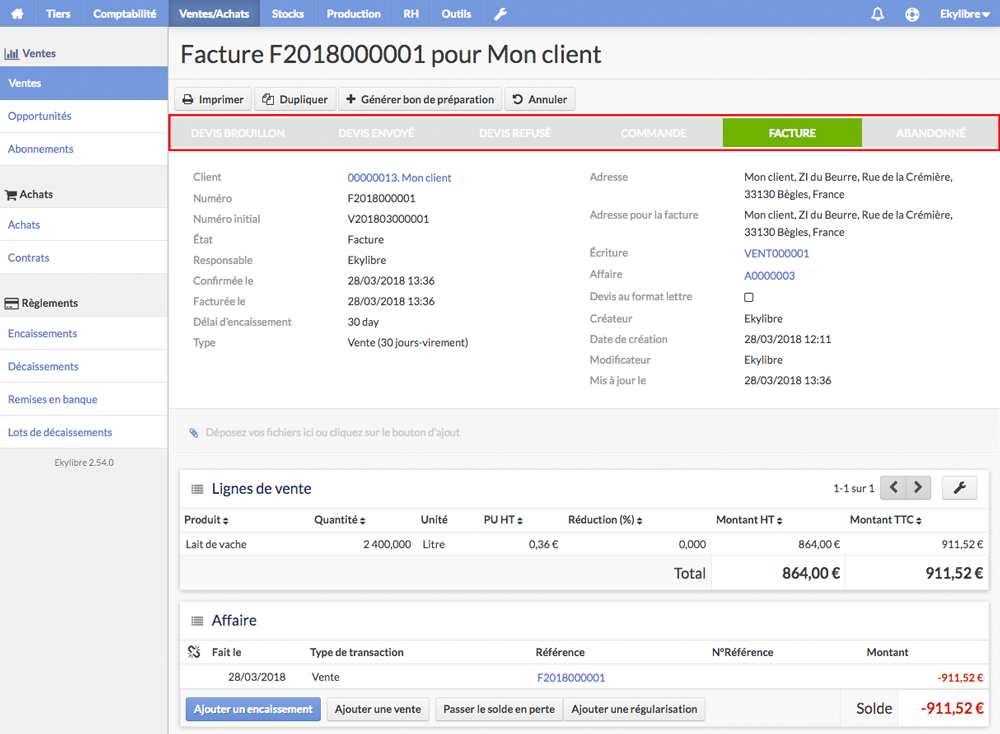 Tiers Comptabilité Ventes/Achats Stocks Production RH Outils Ekylibre
Ventes
Ventes
Opportunités
Abonnements
Achats
Achats
Contrats
Règlements
Encaissements
Décaissements
Remises en banque
Lots de décaissements
Ekylibre 2.54.0
Facture F2018000001 pour Mon client
Imprimer Dupliquer Générer bon de préparation Annuler
DEVIS BROUILLON DEVIS ENVOYÉ DEVIS REFUSÉ COMMANDE FACTURE ABANDONNÉ
Client 00000013, Mon client
Numéro F2018000001
Numéro initial V201803000001
État Facture
Responsable Ekylibre
Confirmée le 28/03/2018 13:36
Facturée le 28/03/2018 13:36
Délai d'encaissement 30 day
Type Vente (30 jours-virement)
Adresse Mon client, ZI du Beurre, Rue de la Crémière,
33130 Bègles, France
Adresse pour la facture Mon client, ZI du Beurre, Rue de la Crémière,
33130 Bègles, France
Écriture VENT000001
Affaire A0000003
Devis au format lettre
Créateur Ekylibre
Date de création 28/03/2018 12:11
Modificateur Ekylibre
Mis à jour le 28/03/2018 13:36
Déposez vos fichiers ici ou cliquez sur le bouton d'ajout
Lignes de vente 1-1 sur 1
Produit Quantité Unité PU HT Réduction (%) Montant HT Montant TTC
Lait de vache 2 400,000 Litre 0,36 € 0,000 864,00 € 911,52 €
Total 864,00 € 911,52 €
Affaire
Fait le Type de transaction Référence N°Référence Montant
28/03/2018 Vente F2018000001 -911,52 €
Ajouter un encaissement Ajouter une vente Passer le solde en perte Ajouter une régularisation Solde -911,52 €